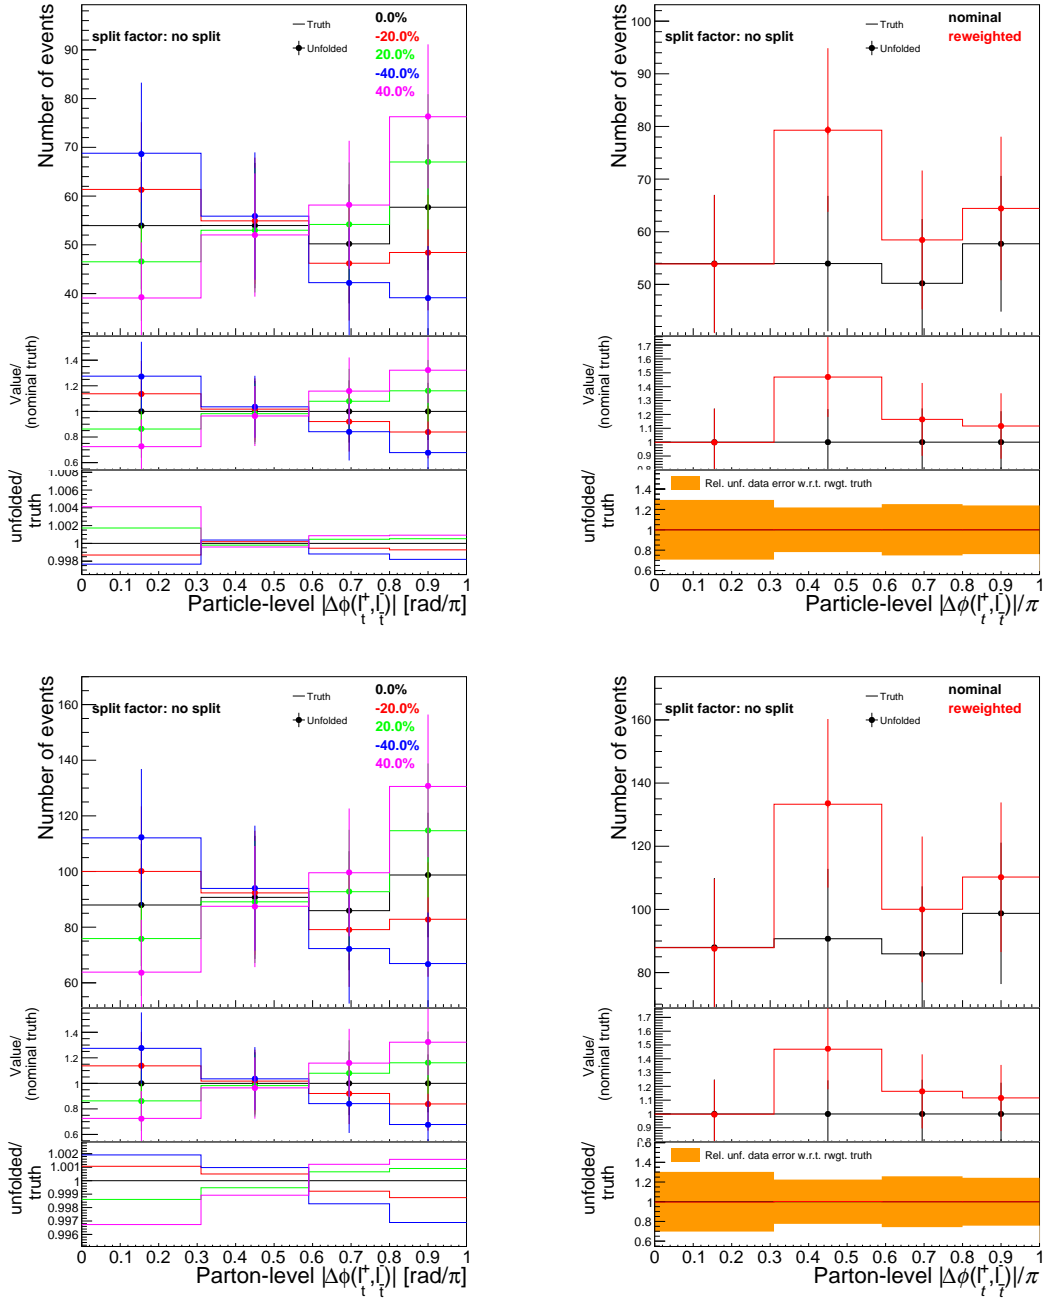 split factor: no split
Truth
Unfolded
0.0%
-20.0%
20.0%
-40.0%
40.0%
Number of events
90
80
70
60
50
40
Value/
(nominal truth)
1.4
1.2
1
0.8
0.6
unfolded/
truth
1.008
1.006
1.004
1.002
1
0.998
0 0.1 0.2 0.3 0.4 0.5 0.6 0.7 0.8 0.9 1
Particle-level |Δϕ(l⁺_t,l⁻_t̄)| [rad/π]
split factor: no split
Truth
Unfolded
nominal
reweighted
Number of events
100
90
80
70
60
50
Value/
(nominal truth)
1.7
1.6
1.5
1.4
1.3
1.2
1.1
1
0.9
0.8
unfolded/
truth
Rel. unf. data error w.r.t. rwgt. truth
1.4
1.2
1
0.8
0.6
0 0.1 0.2 0.3 0.4 0.5 0.6 0.7 0.8 0.9 1
Particle-level |Δϕ(l⁺_t,l⁻_t̄)|/π
split factor: no split
Truth
Unfolded
0.0%
-20.0%
20.0%
-40.0%
40.0%
Number of events
160
140
120
100
80
60
Value/
(nominal truth)
1.4
1.2
1
0.8
0.6
unfolded/
truth
1.002
1.001
1
0.999
0.998
0.997
0.996
0 0.1 0.2 0.3 0.4 0.5 0.6 0.7 0.8 0.9 1
Parton-level |Δϕ(l⁺_t,l⁻_t̄)| [rad/π]
split factor: no split
Truth
Unfolded
nominal
reweighted
Number of events
160
140
120
100
80
Value/
(nominal truth)
1.7
1.6
1.5
1.4
1.3
1.2
1.1
1
0.9
0.8
unfolded/
truth
Rel. unf. data error w.r.t. rwgt. truth
1.4
1.2
1
0.8
0.6
0 0.1 0.2 0.3 0.4 0.5 0.6 0.7 0.8 0.9 1
Parton-level |Δϕ(l⁺_t,l⁻_t̄)|/π